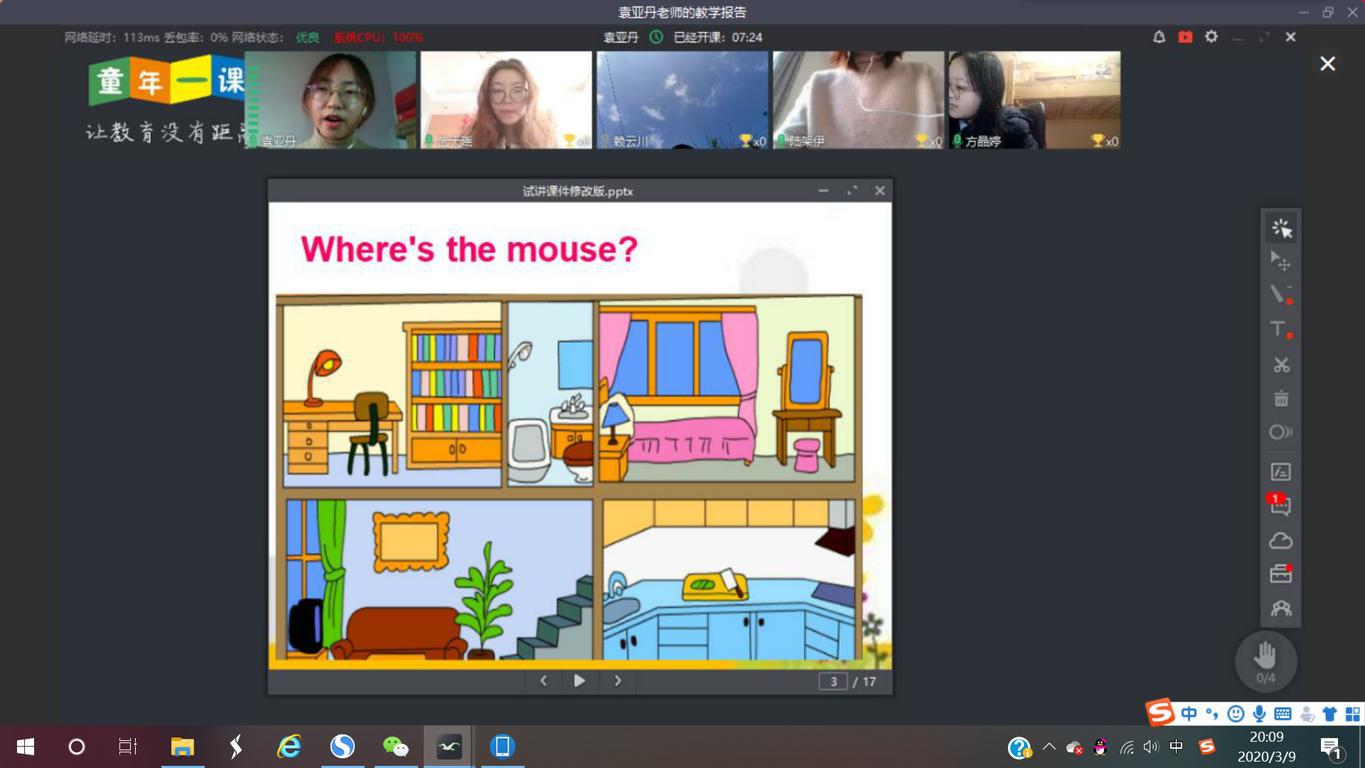 袁亚丹老师的教学报告
网络延时：113ms 丢包率：0% 网络状态：优良 系统CPU：100%
袁亚丹 已经开课：07:24
童年一课
让教育没有距离
袁亚丹
x0
赖云川 x0
x0
方晶婷 x0
试讲课件修改版.pptx
Where's the mouse?
3 / 17
1
0/4
中
中
20:09
2020/3/9
1